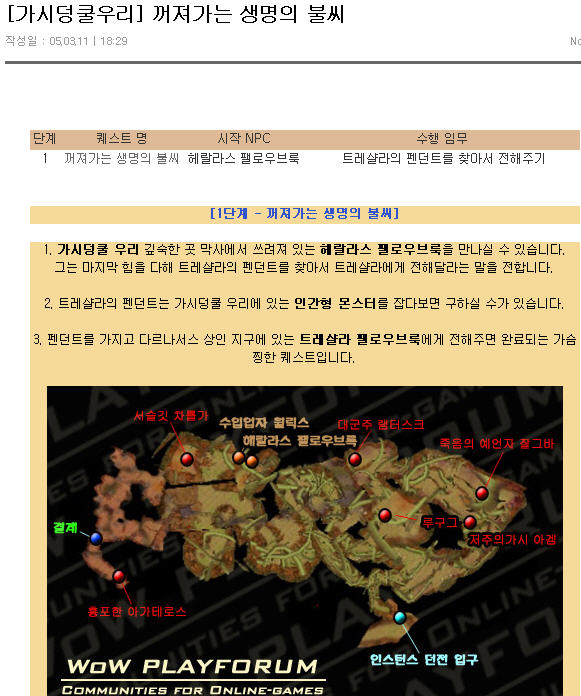 [가시덩쿨우리] 꺼져가는 생명의 불씨
작성일 : 05,03,11 | 18:29
단계 퀘스트 명 시작 NPC 수행 임무
1 꺼져가는 생명의 불씨 헤랄라스 팰로우브룩 트레샬라의 펜던트를 찾아서 전해주기
[1단계 - 꺼져가는 생명의 불씨]
1. 가시덩쿨 우리 깊숙한 곳 막사에서 쓰려져 있는 헤랄라스 팰로우브룩을 만나실 수 있습니다.
그는 마지막 힘을 다해 트레샬라의 펜던트를 찾아서 트레샬라에게 전해달라는 말을 전합니다.
2. 트레샬라의 펜던트는 가시덩쿨 우리에 있는 인간형 몬스터를 잡다보면 구하실 수가 있습니다.
3. 펜던트를 가지고 다르나서스 상인 지구에 있는 트레샬라 팰로우브룩에게 전해주면 완료되는 가슴
찡한 퀘스트입니다.
서슬깃 차를가
수입업자 윌릭스
헤랄라스 팰로우브룩
대군주 램터스크
죽음의 예언자 잘그바
루구그
저주의가시 아겜
결계
흉포한 아가테로스
인스턴스 던전 입구
WoW PLAYFORUM
COMMUNITIES FOR ONLINE-GAMES